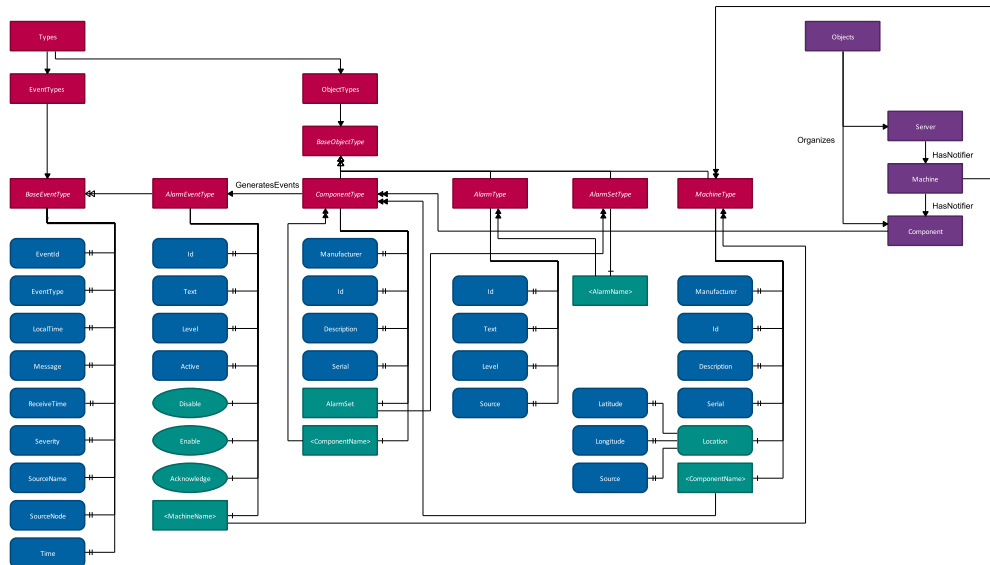 Types
Objects
EventTypes
ObjectTypes
BaseObjectType
Server
Organizes
HasNotifier
Machine
BaseEventType
AlarmEventType
GeneratesEvents
ComponentType
AlarmType
AlarmSetType
MachineType
HasNotifier
Component
EventId
Id
Manufacturer
<AlarmName>
Manufacturer
EventType
Text
Id
Id
Id
LocalTime
Level
Description
Text
Description
Message
Active
Serial
Level
Serial
ReceiveTime
Disable
AlarmSet
Source
Latitude
Location
Severity
Enable
<ComponentName>
Longitude
SourceName
Acknowledge
Source
<ComponentName>
SourceNode
<MachineName>
Time